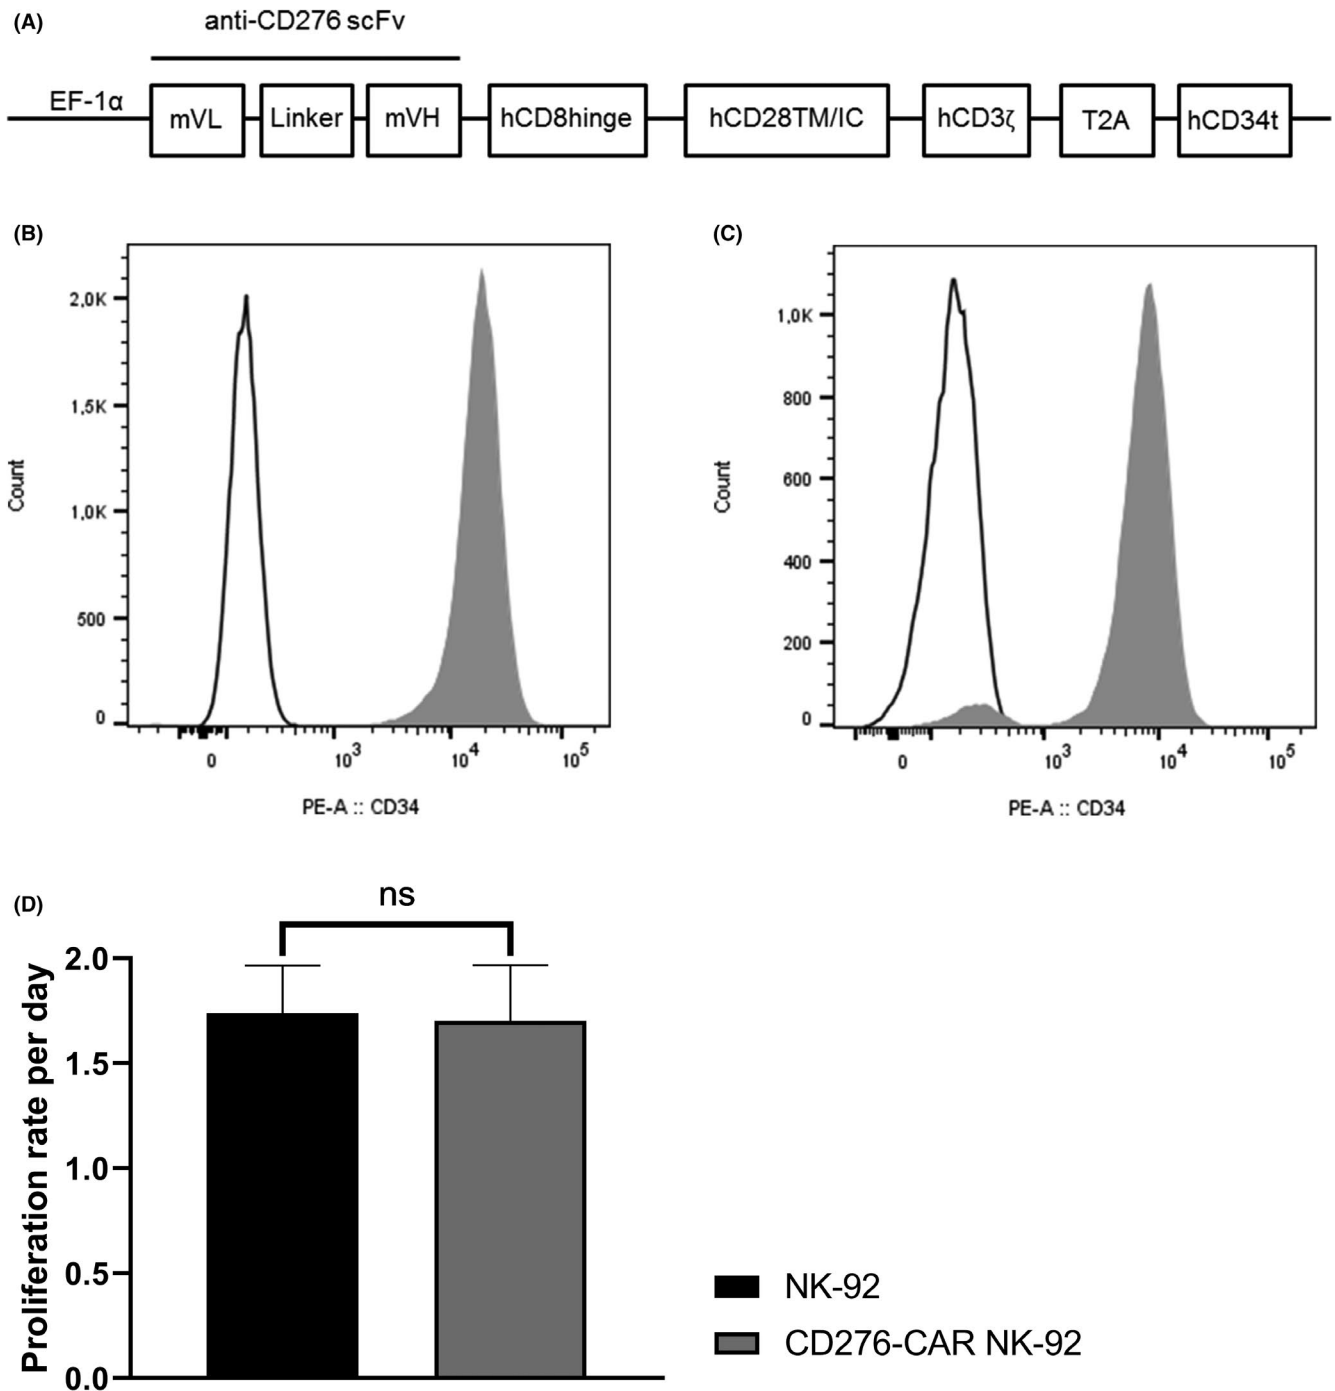 (A)
anti-CD276 scFv
EF-1α mVL Linker mVH hCD8hinge hCD28TM/IC hCD3ζ T2A hCD34t
(B)
2,0K
1,5K
1,0K
500
0
Count
0 10³ 10⁴ 10⁵
PE-A :: CD34
(C)
1,0K
800
600
400
200
0
Count
0 10³ 10⁴ 10⁵
PE-A :: CD34
(D)
ns
2.0
1.5
1.0
0.5
0.0
Proliferation rate per day
NK-92
CD276-CAR NK-92